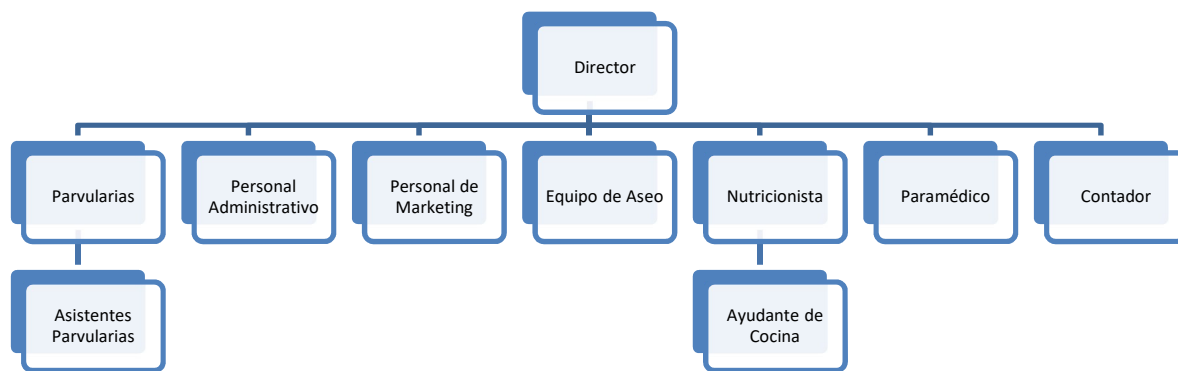 Director
Parvularias
Personal
Administrativo
Personal de
Marketing
Equipo de Aseo
Nutricionista
Paramédico
Contador
Asistentes
Parvularias
Ayudante de
Cocina